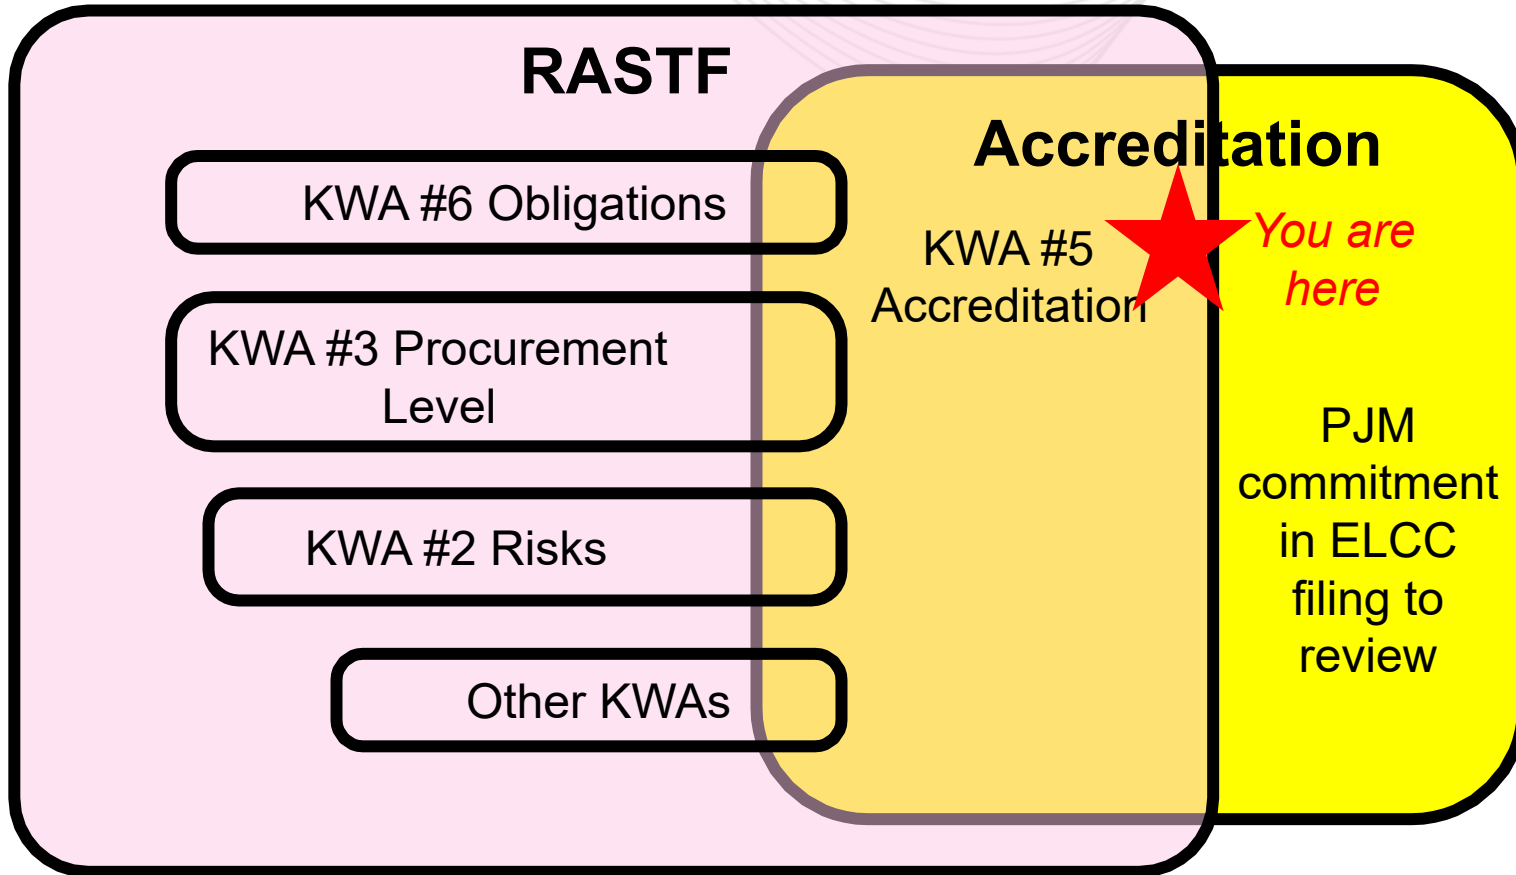 RASTF
Accreditation
KWA #6 Obligations
KWA #5
Accreditation
You are
here
KWA #3 Procurement
Level
PJM
commitment
in ELCC
filing to
review
KWA #2 Risks
Other KWAs